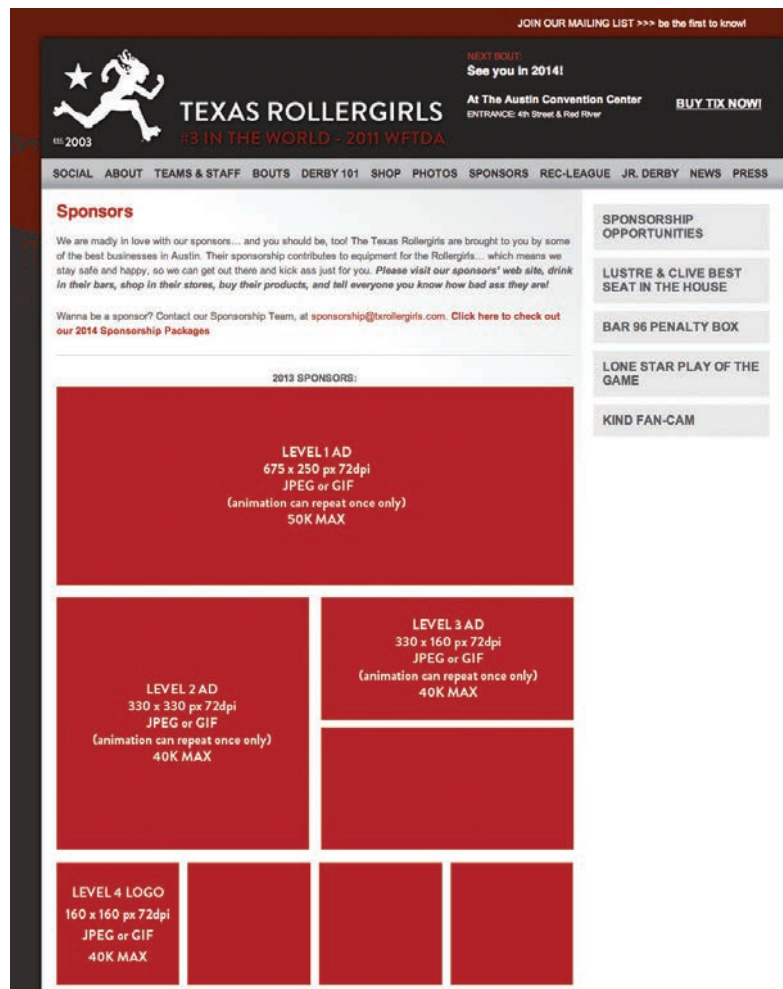 JOIN OUR MAILING LIST >>> be the first to know!
NEXT BOUT:
See you in 2014!
At The Austin Convention Center
ENTRANCE: 4th Street & Red River
BUY TIX NOW!
EST. 2003
TEXAS ROLLERGIRLS
#3 IN THE WORLD - 2011 WFTDA
SOCIAL ABOUT TEAMS & STAFF BOUTS DERBY 101 SHOP PHOTOS SPONSORS REC-LEAGUE JR. DERBY NEWS PRESS
Sponsors
We are madly in love with our sponsors... and you should be, too! The Texas Rollergirls are brought to you by some
of the best businesses in Austin. Their sponsorship contributes to equipment for the Rollergirls... which means we
stay safe and happy, so we can get out there and kick ass just for you. Please visit our sponsors' web site, drink
in their bars, shop in their stores, buy their products, and tell everyone you know how bad ass they are!
Wanna be a sponsor? Contact our Sponsorship Team, at sponsorship@txrollergirls.com. Click here to check out
our 2014 Sponsorship Packages
2013 SPONSORS:
LEVEL 1 AD
675 x 250 px 72dpi
JPEG or GIF
(animation can repeat once only)
50K MAX
LEVEL 2 AD
330 x 330 px 72dpi
JPEG or GIF
(animation can repeat once only)
40K MAX
LEVEL 3 AD
330 x 160 px 72dpi
JPEG or GIF
(animation can repeat once only)
40K MAX
LEVEL 4 LOGO
160 x 160 px 72dpi
JPEG or GIF
40K MAX
SPONSORSHIP
OPPORTUNITIES
LUSTRE & CLIVE BEST
SEAT IN THE HOUSE
BAR 96 PENALTY BOX
LONE STAR PLAY OF THE
GAME
KIND FAN-CAM